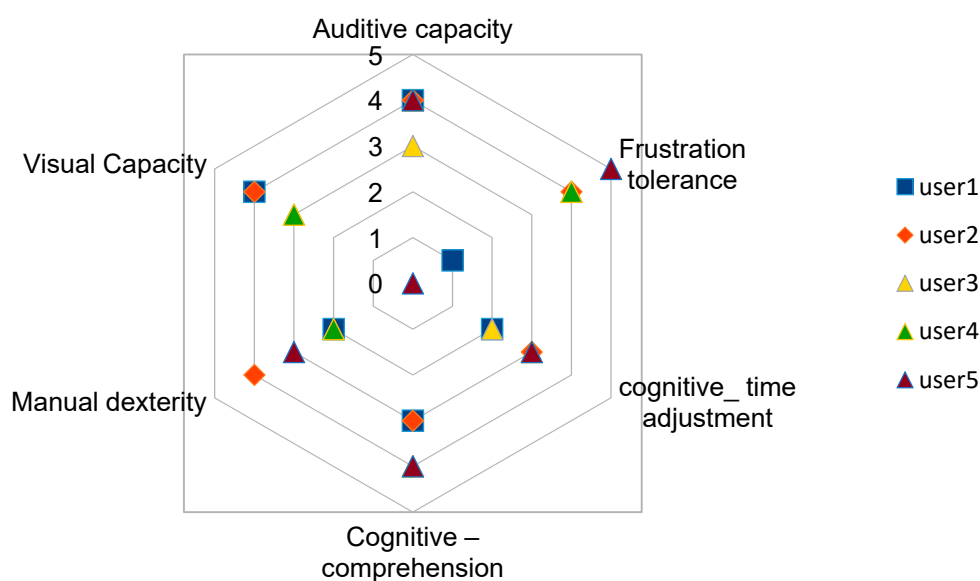 Auditive capacity
5
4
3
2
1
0
Visual Capacity
Frustration
tolerance
Manual dexterity
cognitive_ time
adjustment
Cognitive –
comprehension
user1
user2
user3
user4
user5